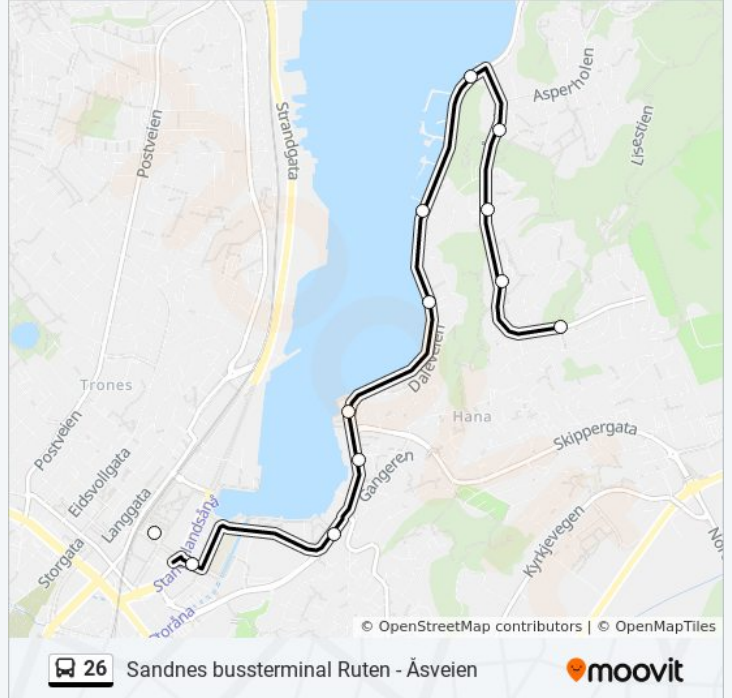 Asperholen
Postveien
Strandgata
Lisestien
Daleveien
Trones
Hana
Postveien
Skippergata
Eidsvollgata
Gangeren
Langgata
Kyrkjevegen
Storgata
Storåna
© OpenStreetMap contributors | © OpenMapTiles
26 Sandnes bussterminal Ruten - Åsveien
moovit